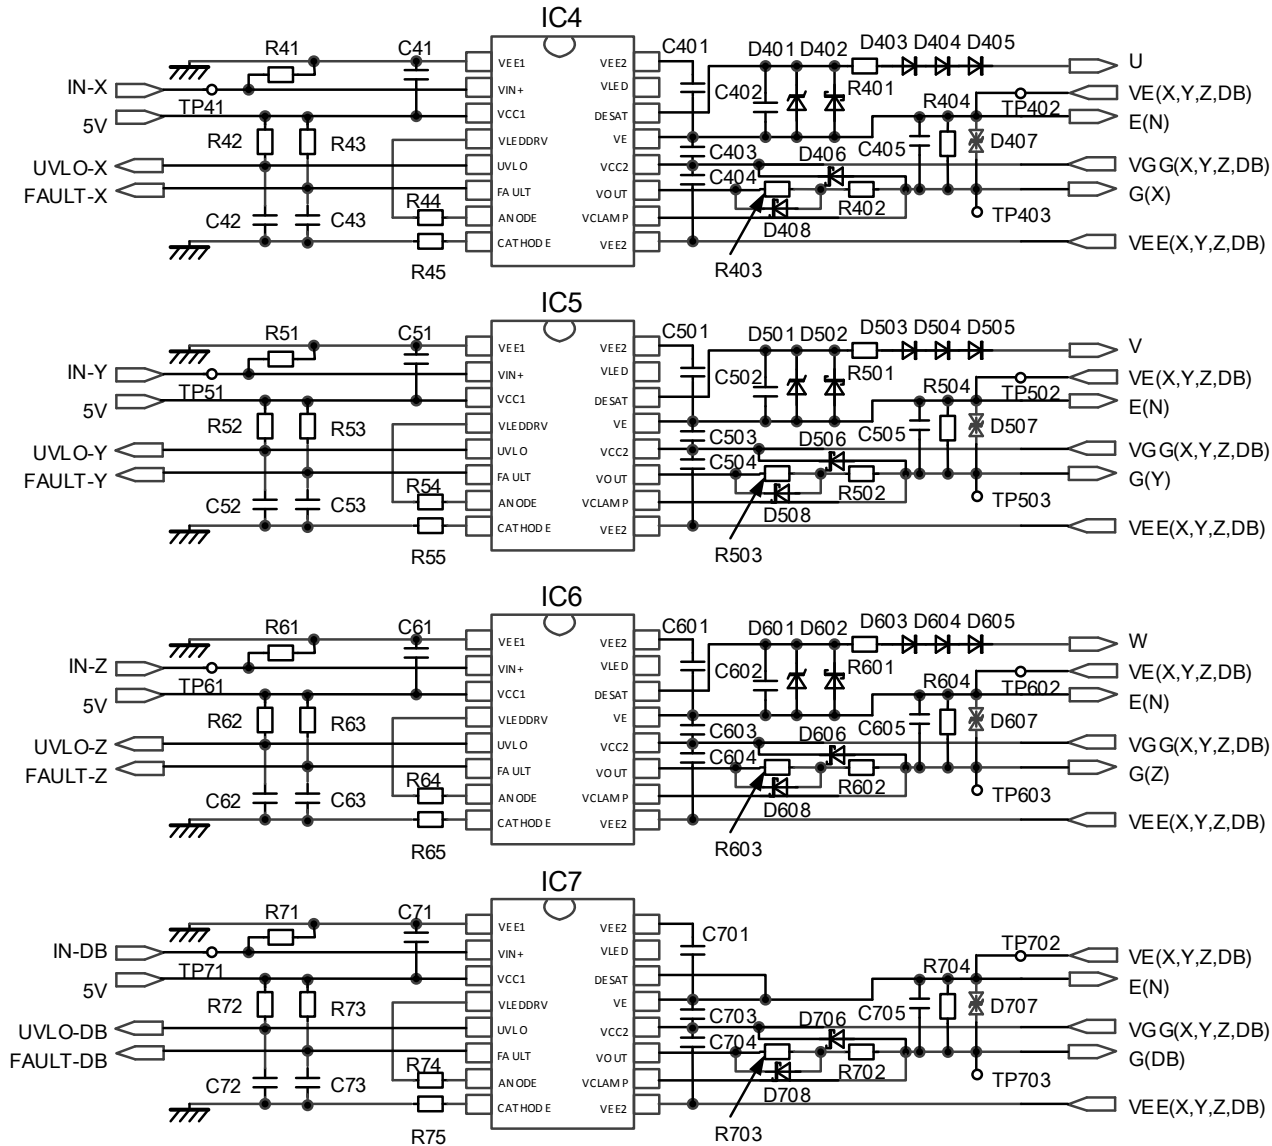 IC4
R41
C41
VEE1
VEE2
C401
D401
D402
D403
D404
D405
U
IN-X
VIN+
VLED
C402
R401
R404
TP402
VE(X,Y,Z,DB)
5V
TP41
VCC1
DESAT
E(N)
R42
R43
VLEDDRV
VE
C403
D406
C405
D407
UVLO-X
UVLO
VCC2
C404
VGG(X,Y,Z,DB)
FAULT-X
FAULT
VOUT
R402
G(X)
C42
C43
R44
ANODE
VCLAMP
D408
TP403
CATHODE
VEE2
VEE(X,Y,Z,DB)
R45
R403
IC5
R51
C51
VEE1
VEE2
C501
D501
D502
D503
D504
D505
V
IN-Y
VIN+
VLED
C502
R501
R504
TP502
VE(X,Y,Z,DB)
5V
TP51
VCC1
DESAT
E(N)
R52
R53
VLEDDRV
VE
C503
D506
C505
D507
UVLO-Y
UVLO
VCC2
C504
VGG(X,Y,Z,DB)
FAULT-Y
FAULT
VOUT
R502
G(Y)
C52
C53
R54
ANODE
VCLAMP
D508
TP503
CATHODE
VEE2
VEE(X,Y,Z,DB)
R55
R503
IC6
R61
C61
VEE1
VEE2
C601
D601
D602
D603
D604
D605
W
IN-Z
VIN+
VLED
C602
R601
R604
TP602
VE(X,Y,Z,DB)
5V
TP61
VCC1
DESAT
E(N)
R62
R63
VLEDDRV
VE
C603
D606
C605
D607
UVLO-Z
UVLO
VCC2
C604
VGG(X,Y,Z,DB)
FAULT-Z
FAULT
VOUT
R602
G(Z)
C62
C63
R64
ANODE
VCLAMP
D608
TP603
CATHODE
VEE2
VEE(X,Y,Z,DB)
R65
R603
IC7
R71
C71
VEE1
VEE2
C701
IN-DB
VIN+
VLED
TP702
VE(X,Y,Z,DB)
5V
TP71
VCC1
DESAT
R704
E(N)
R72
R73
VLEDDRV
VE
C703
D706
C705
D707
UVLO-DB
UVLO
VCC2
C704
VGG(X,Y,Z,DB)
FAULT-DB
FAULT
VOUT
R702
G(DB)
C72
C73
R74
ANODE
VCLAMP
D708
TP703
CATHODE
VEE2
VEE(X,Y,Z,DB)
R75
R703